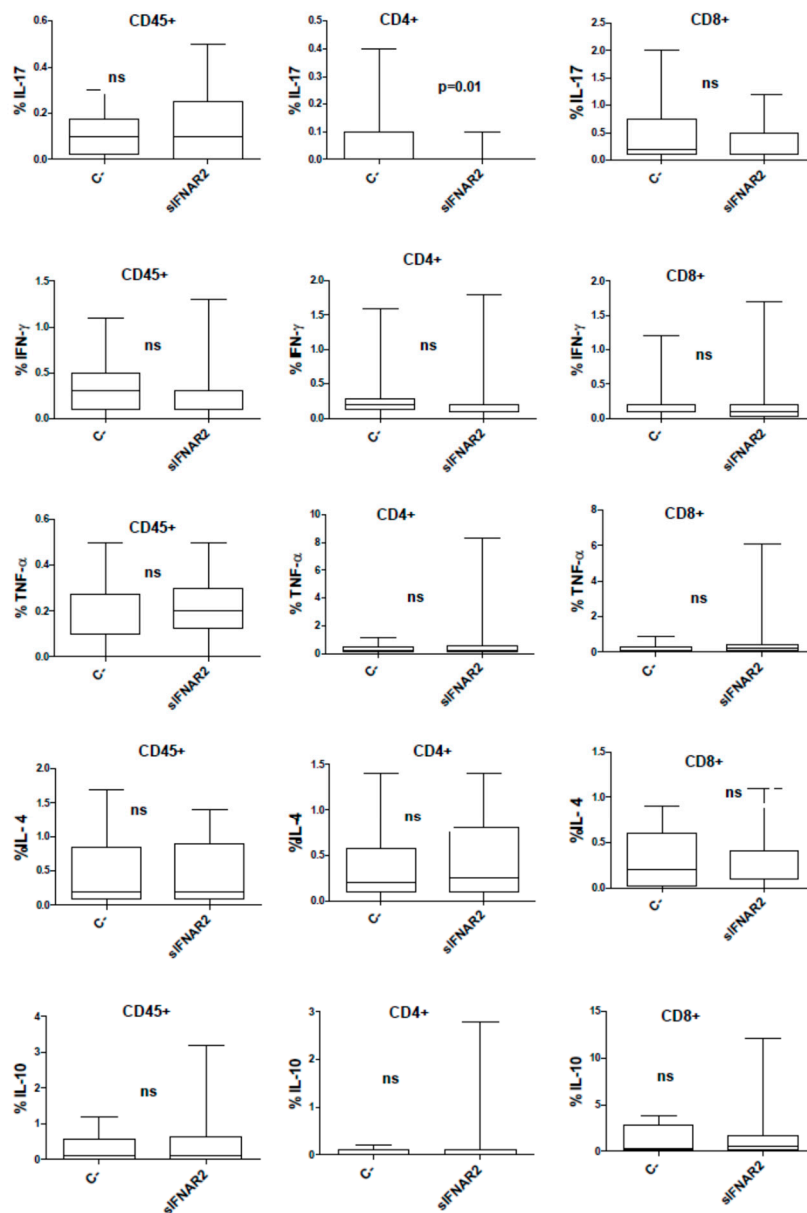 CD45+
% IL-17
0.6
0.4
0.2
0.0
ns
C-
sIFNAR2
CD4+
% IL-17
0.5
0.4
0.3
0.2
0.1
0.0
p=0.01
C-
sIFNAR2
CD8+
% IL-17
2.5
2.0
1.5
1.0
0.5
0.0
ns
C-
sIFNAR2
CD45+
% IFN-γ
1.5
1.0
0.5
0.0
ns
C-
sIFNAR2
CD4+
% IFN-γ
2.0
1.5
1.0
0.5
0.0
ns
C-
sIFNAR2
CD8+
% IFN-γ
2.0
1.5
1.0
0.5
0.0
ns
C-
sIFNAR2
CD45+
% TNF-α
0.6
0.4
0.2
0.0
ns
C-
sIFNAR2
CD4+
% TNF-α
10
8
6
4
2
0
ns
C-
sIFNAR2
CD8+
% TNF-α
8
6
4
2
0
ns
C-
sIFNAR2
CD45+
%IL- 4
2.0
1.5
1.0
0.5
0.0
ns
C-
sIFNAR2
CD4+
%IL-4
1.5
1.0
0.5
0.0
ns
C-
sIFNAR2
CD8+
%IL- 4
1.5
1.0
0.5
0.0
ns
C-
sIFNAR2
CD45+
% IL-10
4
3
2
1
0
ns
C-
sIFNAR2
CD4+
% IL-10
3
2
1
0
ns
C-
sIFNAR2
CD8+
% IL-10
15
10
5
0
ns
C-
sIFNAR2